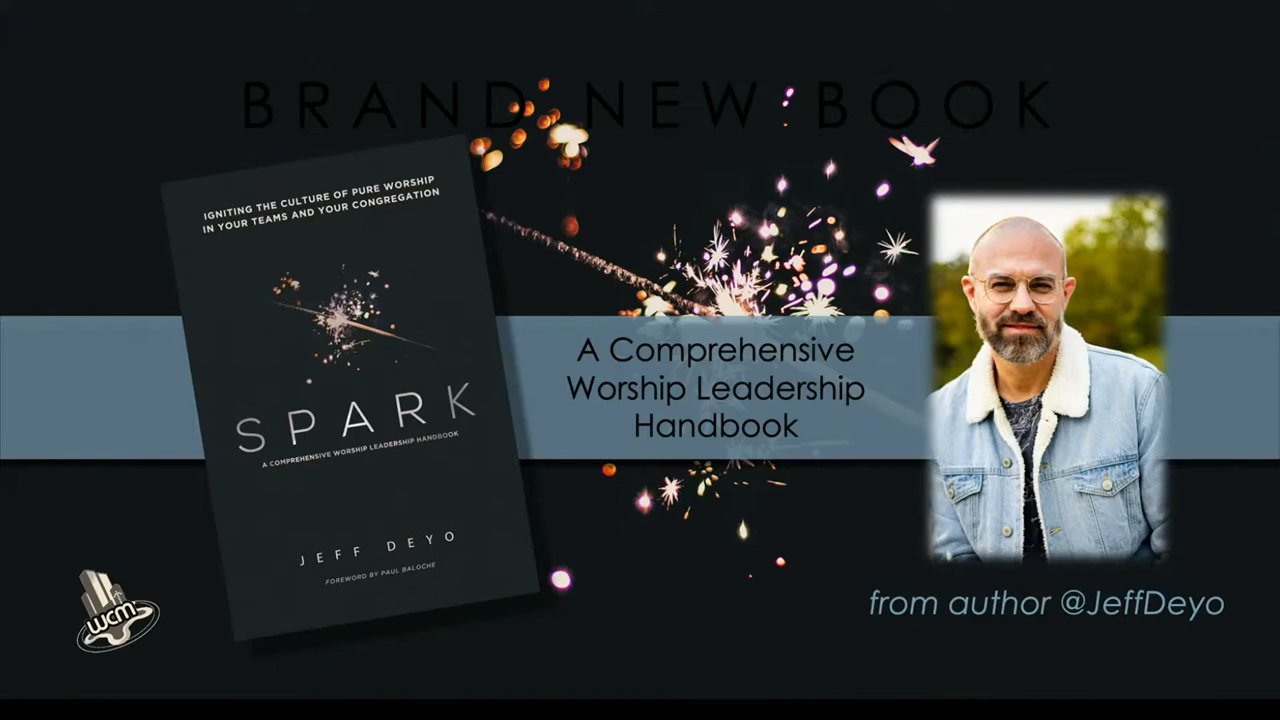 BRAND NEW BOOK
IGNITING THE CULTURE OF PURE WORSHIP
IN YOUR TEAMS AND YOUR CONGREGATION
SPARK
A COMPREHENSIVE WORSHIP LEADERSHIP HANDBOOK
JEFF DEYO
FOREWORD BY PAUL BALOCHE
A Comprehensive
Worship Leadership
Handbook
from author @JeffDeyo
wcm